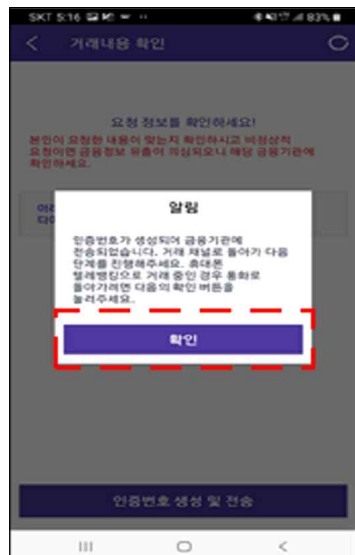 SKT 5:16
83%
거래내용 확인
요청 정보를 확인하세요!
본인이 요청한 내용이 맞는지 확인하시고 비정상적
요청이면 금융정보 유출이 의심되오니 해당 금융기관에
확인하세요.
알림
인증번호가 생성되어 금융기관에
전송되었습니다. 거래 채널로 돌아가 다음
단계를 진행해주세요. 휴대폰
텔레뱅킹으로 거래 중인 경우 통화로
돌아가려면 다음의 확인 버튼을
눌러주세요.
확인
인증번호 생성 및 전송